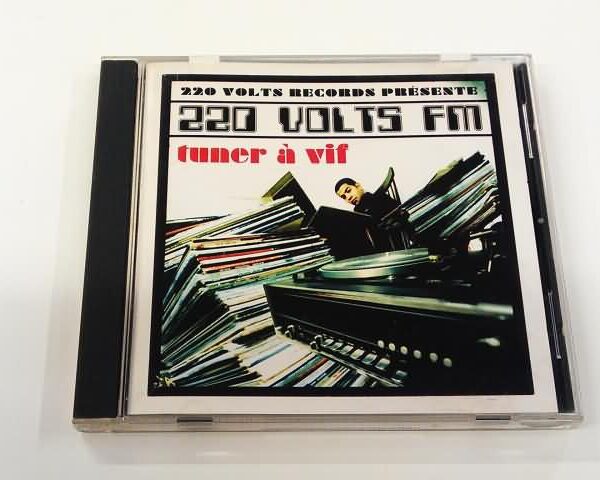 220 VOLTS RECORDS PRÉSENTE
220 VOLTS FM
tuner à vif